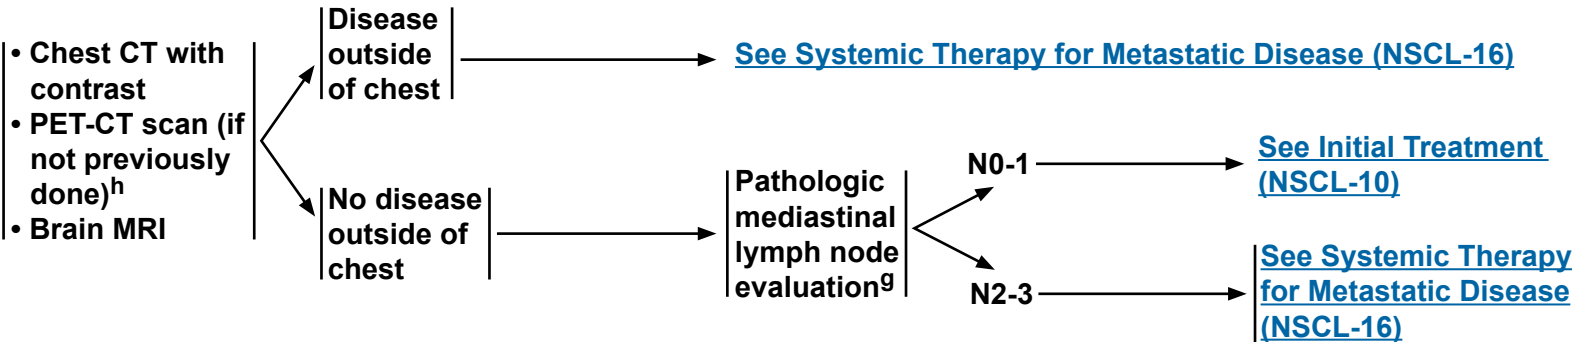 • Chest CT with
contrast
• PET-CT scan (if
not previously
done)h
• Brain MRI
Disease
outside
of chest
See Systemic Therapy for Metastatic Disease (NSCL-16)
No disease
outside of
chest
Pathologic
mediastinal
lymph node
evaluationg
N0-1
See Initial Treatment
(NSCL-10)
N2-3
See Systemic Therapy
for Metastatic Disease
(NSCL-16)